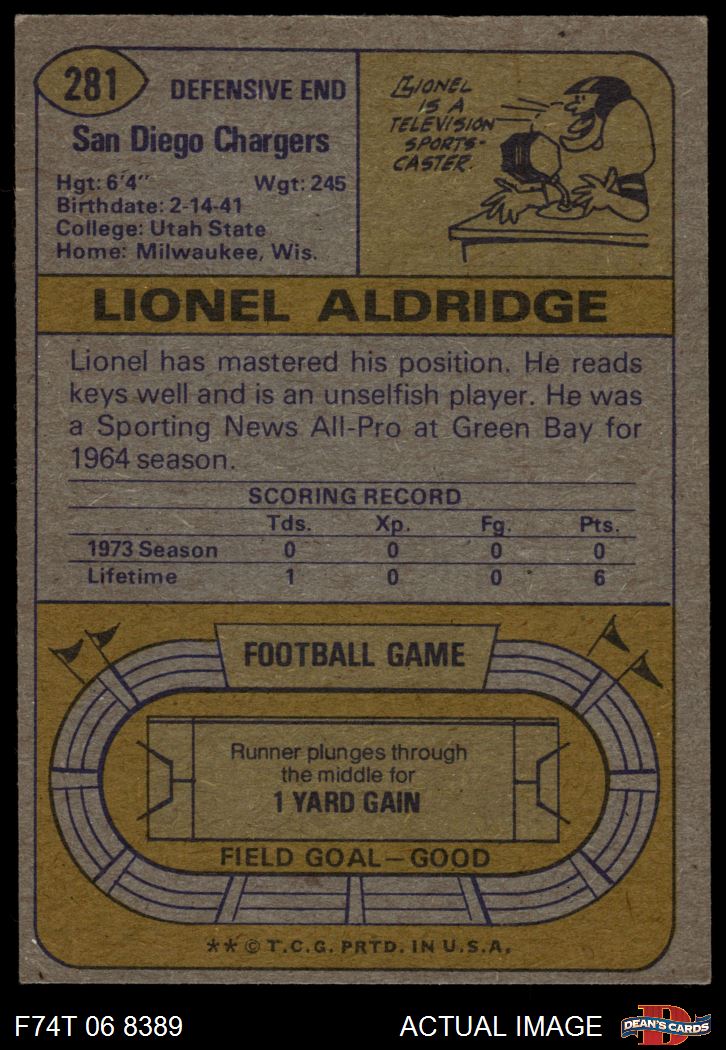 281
DEFENSIVE END
San Diego Chargers
Hgt: 6'4" Wgt: 245
Birthdate: 2-14-41
College: Utah State
Home: Milwaukee, Wis.
LIONEL
IS A
TELEVISION
SPORTS-
CASTER.
LIONEL ALDRIDGE
Lionel has mastered his position. He reads
keys well and is an unselfish player. He was
a Sporting News All-Pro at Green Bay for
1964 season.
SCORING RECORD
Tds. Xp. Fg. Pts.
1973 Season 0 0 0 0
Lifetime 1 0 0 6
FOOTBALL GAME
Runner plunges through
the middle for
1 YARD GAIN
FIELD GOAL—GOOD
** © T.C.G. PRTD. IN U.S.A.
F74T 06 8389 ACTUAL IMAGE
D
DEAN'S CARDS